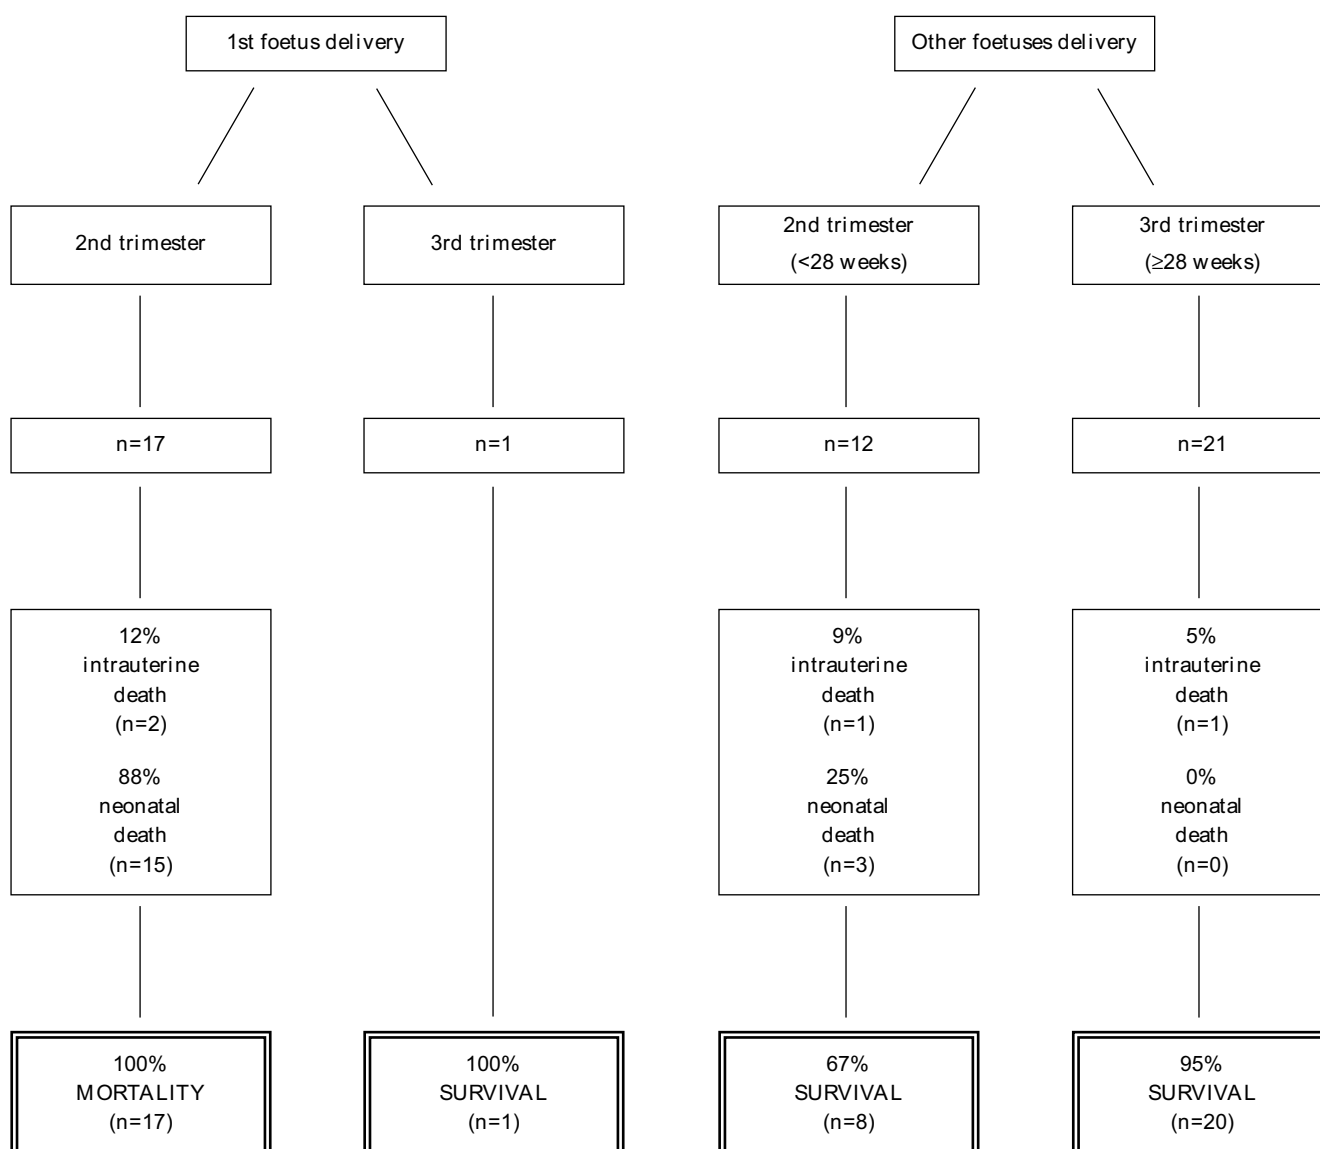 1st foetus delivery
Other foetuses delivery
2nd trimester
3rd trimester
2nd trimester
(<28 weeks)
3rd trimester
(≥28 weeks)
n=17
n=1
n=12
n=21
12%
intrauterine
death
(n=2)
88%
neonatal
death
(n=15)
9%
intrauterine
death
(n=1)
25%
neonatal
death
(n=3)
5%
intrauterine
death
(n=1)
0%
neonatal
death
(n=0)
100%
MORTALITY
(n=17)
100%
SURVIVAL
(n=1)
67%
SURVIVAL
(n=8)
95%
SURVIVAL
(n=20)